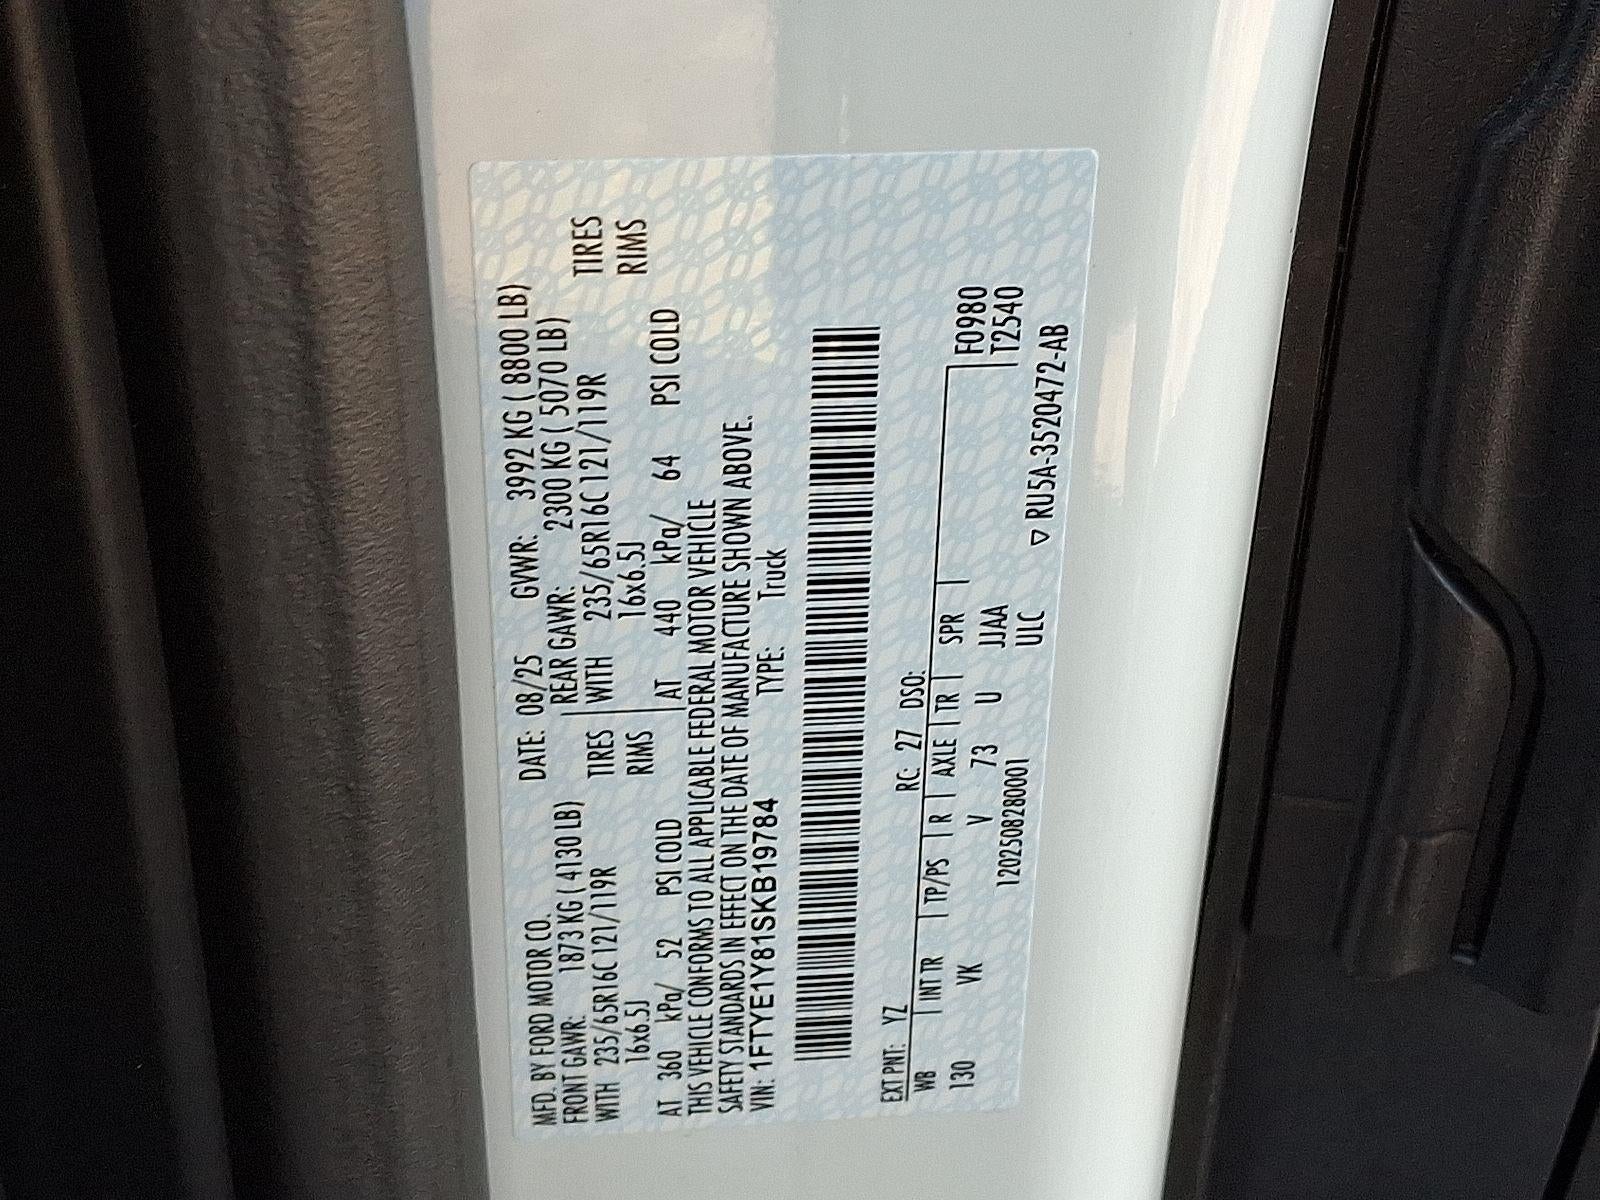 MFD. BY FORD MOTOR CO. DATE: 08/25 GVWR: 3992 KG ( 8800 LB)
FRONT GAWR: 1873 KG ( 4130 LB) REAR GAWR: 2300 KG ( 5070 LB)
WITH 235/65R16C 121/119R TIRES WITH 235/65R16C 121/119R TIRES
16x6.5J RIMS 16x6.5J RIMS
AT 360 kPa/ 52 PSI COLD AT 440 kPa/ 64 PSI COLD
THIS VEHICLE CONFORMS TO ALL APPLICABLE FEDERAL MOTOR VEHICLE
SAFETY STANDARDS IN EFFECT ON THE DATE OF MANUFACTURE SHOWN ABOVE.
VIN: 1FTYE1Y81SKB19784 TYPE: Truck
EXT PNT: YZ RC: 27 DSO:
WB INT TR TP/PS R AXLE TR SPR F0980
130 VK V 73 U JJAA T2540
1202508280001 ULC
▽ RU5A-3520472-AB